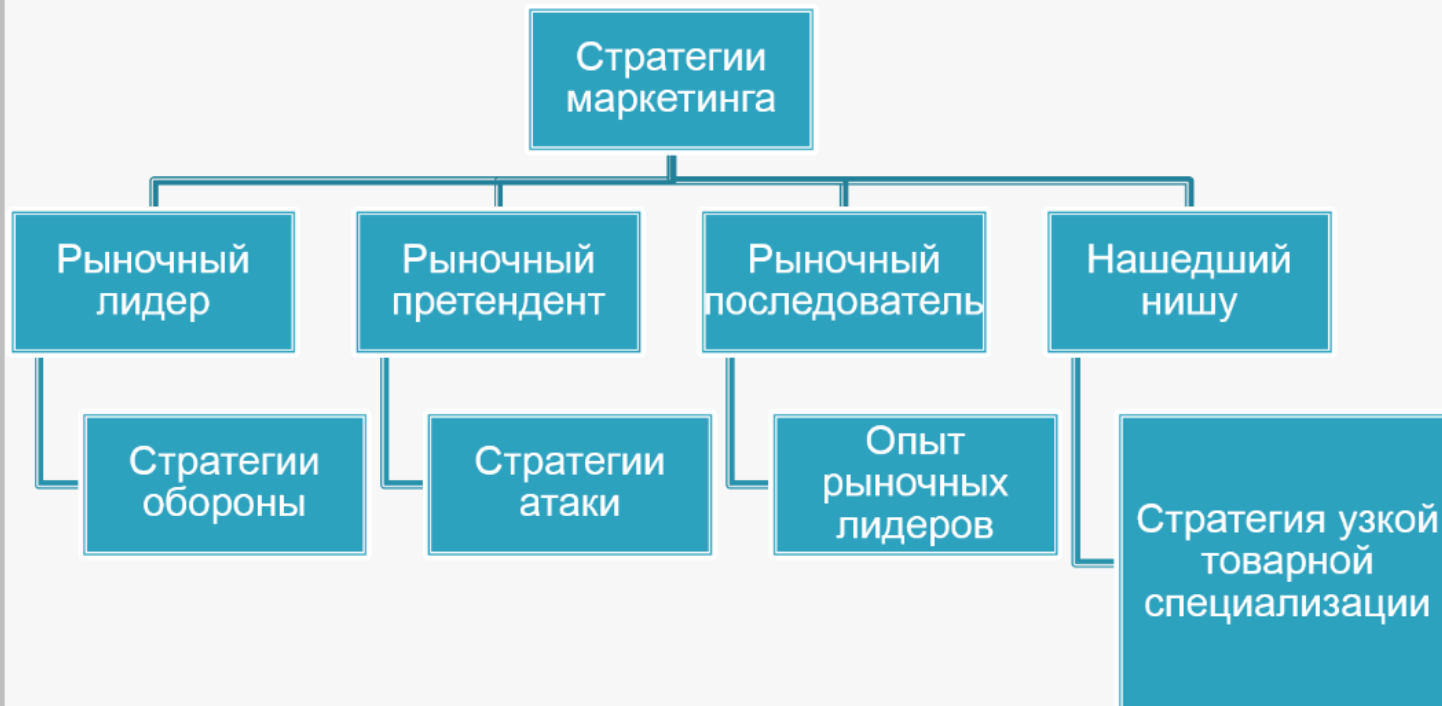 Стратегии
маркетинга
Рыночный
лидер
Рыночный
претендент
Рыночный
последователь
Нашедший
нишу
Стратегии
обороны
Стратегии
атаки
Опыт
рыночных
лидеров
Стратегия узкой
товарной
специализации